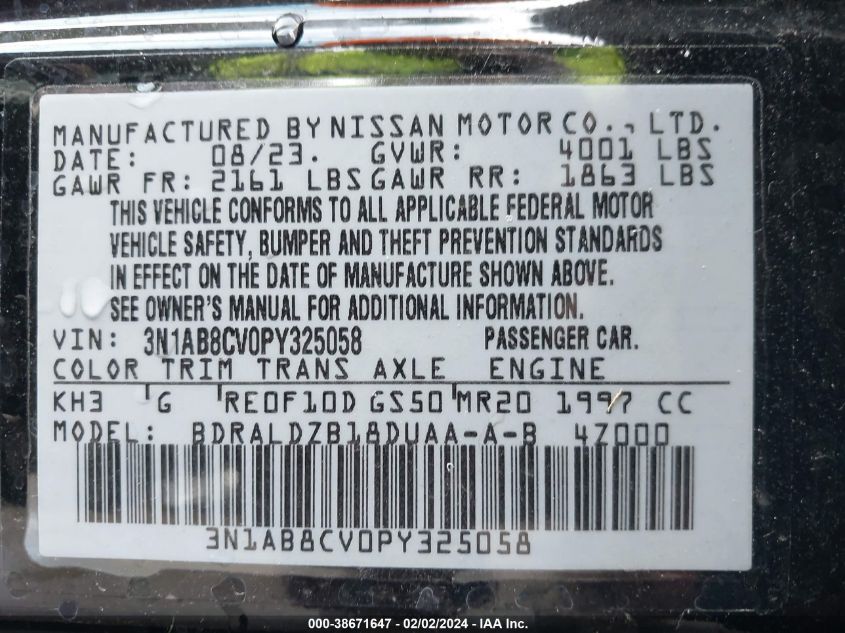 MANUFACTURED BY NISSAN MOTOR CO., LTD.
DATE: 08/23. GVWR: 4001 LBS
GAWR FR: 2161 LBS GAWR RR: 1863 LBS
THIS VEHICLE CONFORMS TO ALL APPLICABLE FEDERAL MOTOR
VEHICLE SAFETY, BUMPER AND THEFT PREVENTION STANDARDS
IN EFFECT ON THE DATE OF MANUFACTURE SHOWN ABOVE.
SEE OWNER'S MANUAL FOR ADDITIONAL INFORMATION.
VIN: 3N1AB8CV0PY325058 PASSENGER CAR.
COLOR TRIM TRANS AXLE ENGINE
KH3 G RE0F10D GS50 MR20 1997 CC
MODEL: BDRALDZB18DUAA-A-B 4Z000
3N1AB8CV0PY325058
000-38671647 - 02/02/2024 - IAA Inc.